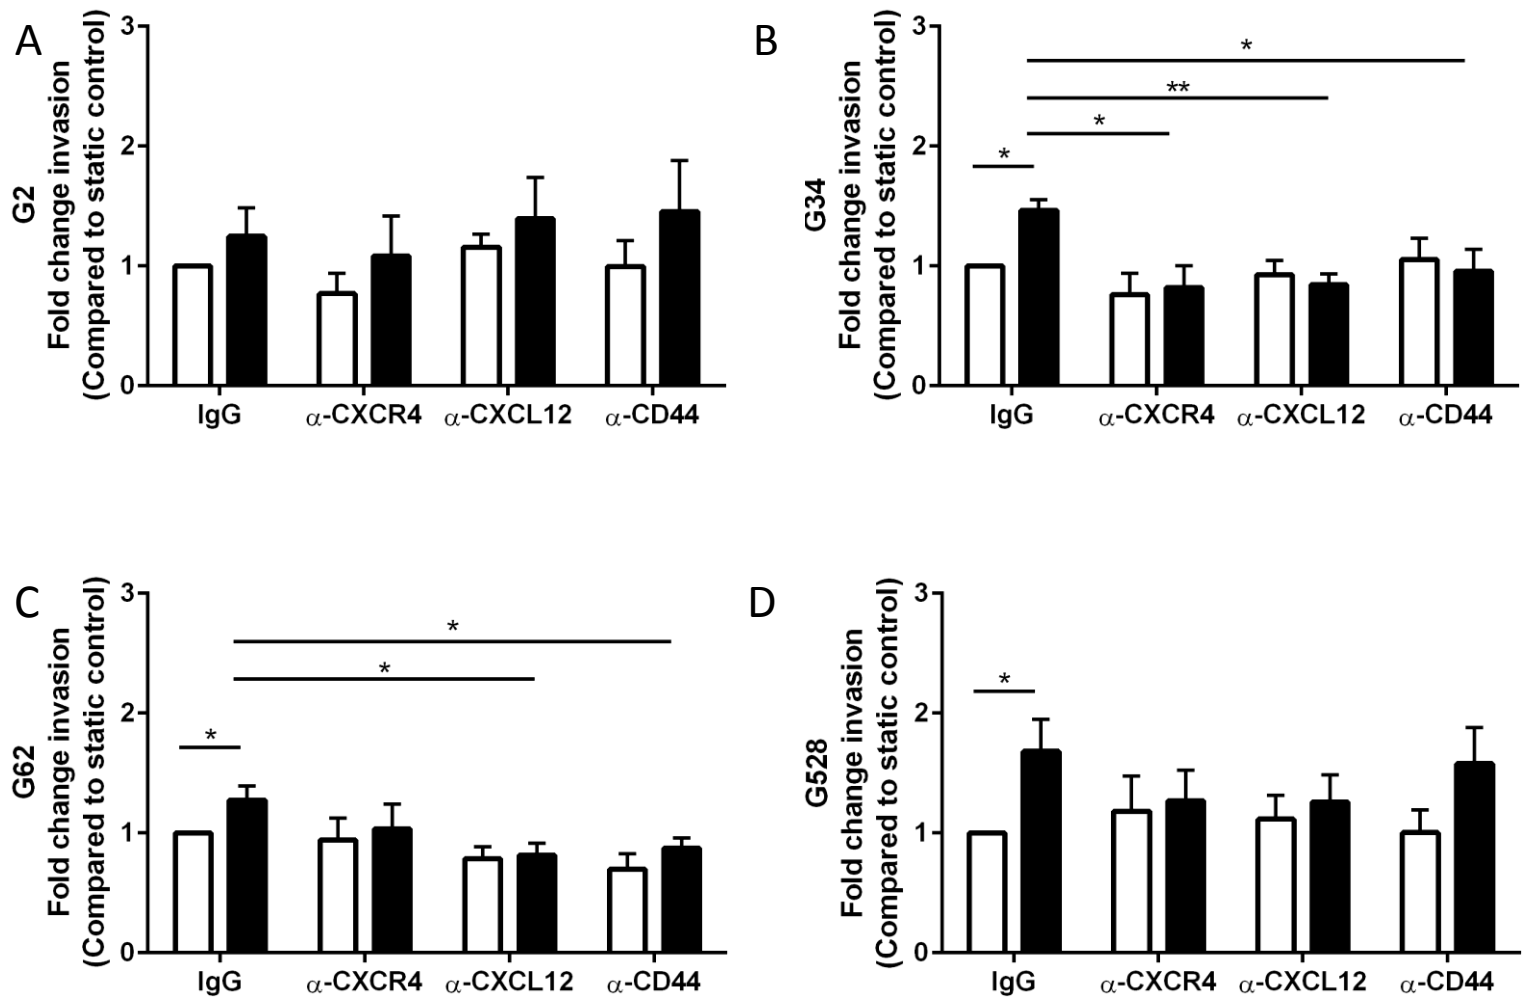 A
G2
Fold change invasion
(Compared to static control)
3
2
1
0
IgG
α-CXCR4
α-CXCL12
α-CD44
B
G34
Fold change invasion
(Compared to static control)
3
2
1
0
*
**
*
*
IgG
α-CXCR4
α-CXCL12
α-CD44
C
G62
Fold change invasion
(Compared to static control)
3
2
1
0
*
*
*
IgG
α-CXCR4
α-CXCL12
α-CD44
D
G528
Fold change invasion
(Compared to static control)
3
2
1
0
*
IgG
α-CXCR4
α-CXCL12
α-CD44